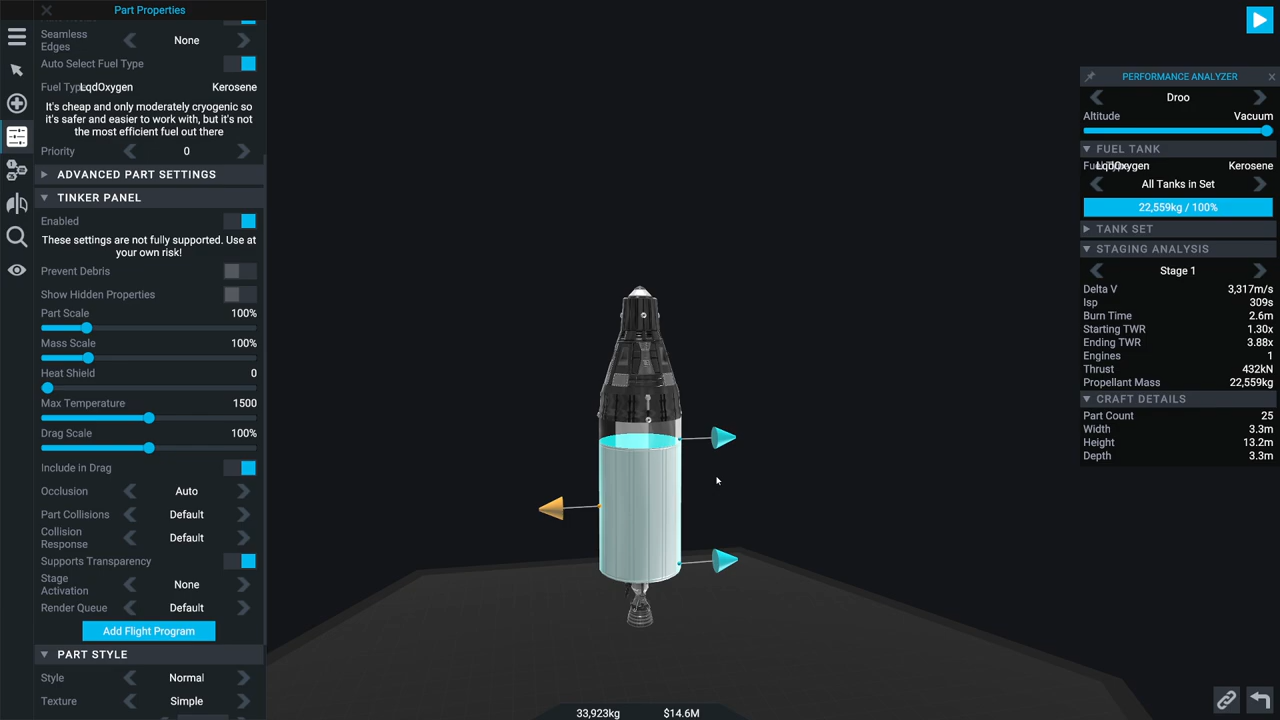 Part Properties
Seamless Edges
None
Auto Select Fuel Type
Fuel Typ
LqdOxygen
Kerosene
It's cheap and only moderately cryogenic so
it's safer and easier to work with, but it's not
the most efficient fuel out there
Priority
0
ADVANCED PART SETTINGS
TINKER PANEL
Enabled
These settings are not fully supported. Use at
your own risk!
Prevent Debris
Show Hidden Properties
Part Scale
100%
Mass Scale
100%
Heat Shield
0
Max Temperature
1500
Drag Scale
100%
Include in Drag
Occlusion
Auto
Part Collisions
Default
Collision
Response
Default
Supports Transparency
Stage
Activation
None
Render Queue
Default
Add Flight Program
PART STYLE
Style
Normal
Texture
Simple
33,923kg
$14.6M
PERFORMANCE ANALYZER
Droo
Altitude
Vacuum
FUEL TANK
LqdOxygen
Kerosene
All Tanks in Set
22,559kg / 100%
TANK SET
STAGING ANALYSIS
Stage 1
Delta V
3,317m/s
Isp
309s
Burn Time
2.6m
Starting TWR
1.30x
Ending TWR
3.88x
Engines
1
Thrust
432kN
Propellant Mass
22,559kg
CRAFT DETAILS
Part Count
25
Width
3.3m
Height
13.2m
Depth
3.3m